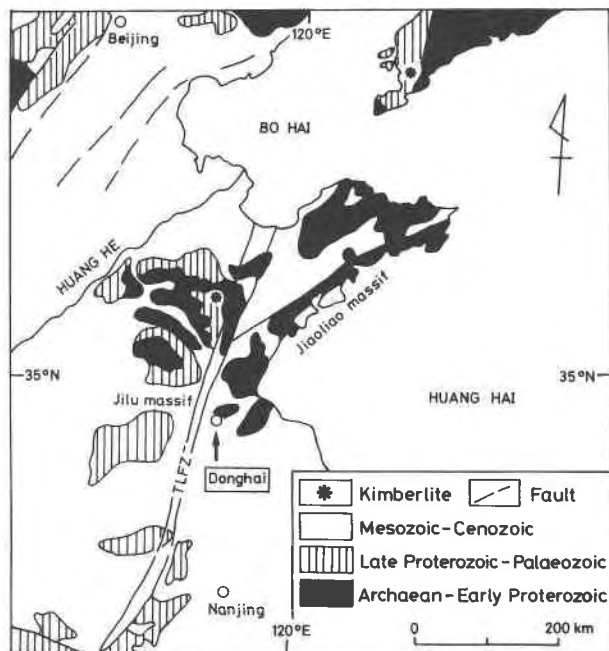 Beijing
120°E
BO HAI
HUANG HE
Jiaoliao massif
35°N
35°N
Jilu massif
HUANG HAI
TLFZ
Donghai
Kimberlite
Fault
Mesozoic-Cenozoic
Late Proterozoic-Palaeozoic
Archaean-Early Proterozoic
Nanjing
120°E
0
200 km